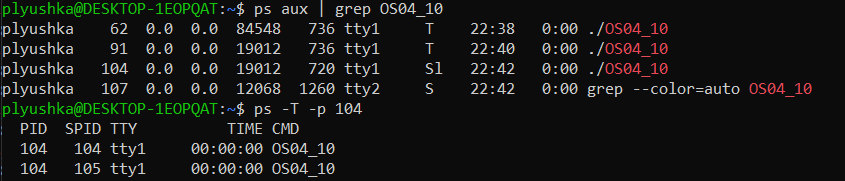 plyushka@DESKTOP-1EOPQAT:~$ ps aux | grep OS04_10
plyushka    62  0.0  0.0  84548   736 tty1     T    22:38   0:00 ./OS04_10
plyushka    91  0.0  0.0  19012   736 tty1     T    22:40   0:00 ./OS04_10
plyushka   104  0.0  0.0  19012   720 tty1     Sl   22:42   0:00 ./OS04_10
plyushka   107  0.0  0.0  12068  1260 tty2     S    22:42   0:00 grep --color=auto OS04_10
plyushka@DESKTOP-1EOPQAT:~$ ps -T -p 104
  PID  SPID TTY          TIME CMD
  104   104 tty1     00:00:00 OS04_10
  104   105 tty1     00:00:00 OS04_10